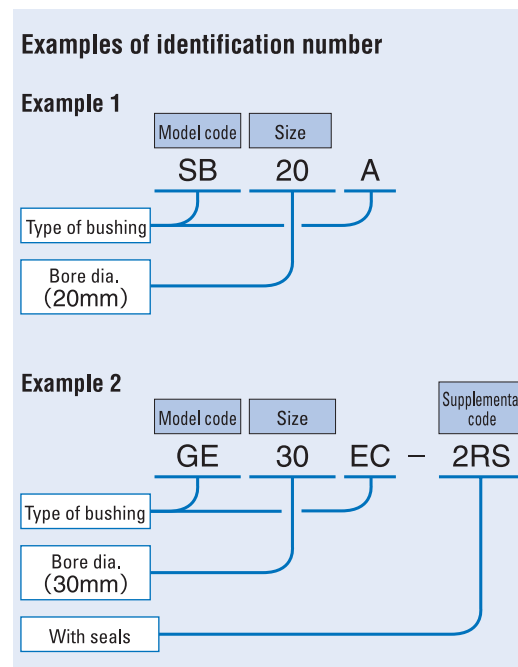 Examples of identification number
Example 1
Model code Size
SB 20 A
Type of bushing
Bore dia.
(20mm)
Example 2
Model code Size Supplementa
code
GE 30 EC – 2RS
Type of bushing
Bore dia.
(30mm)
With seals